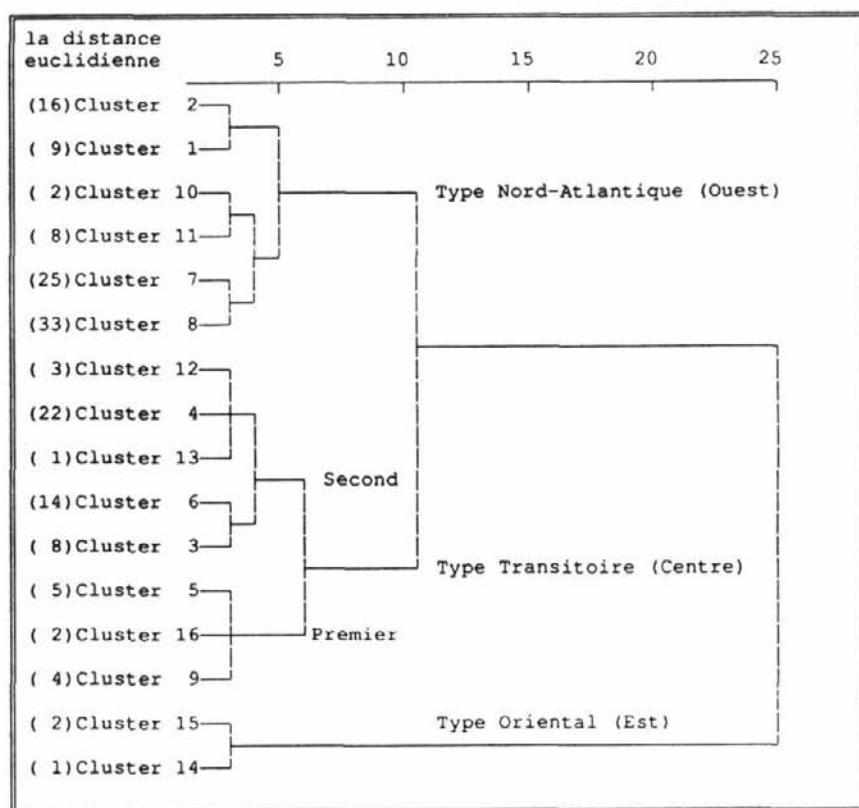 la distance
euclidienne 5 10 15 20 25
(16)Cluster 2
( 9)Cluster 1
( 2)Cluster 10 Type Nord-Atlantique (Ouest)
( 8)Cluster 11
(25)Cluster 7
(33)Cluster 8
( 3)Cluster 12
(22)Cluster 4
( 1)Cluster 13
Second
(14)Cluster 6
( 8)Cluster 3
Type Transitoire (Centre)
( 5)Cluster 5
( 2)Cluster 16 Premier
( 4)Cluster 9
( 2)Cluster 15 Type Oriental (Est)
( 1)Cluster 14